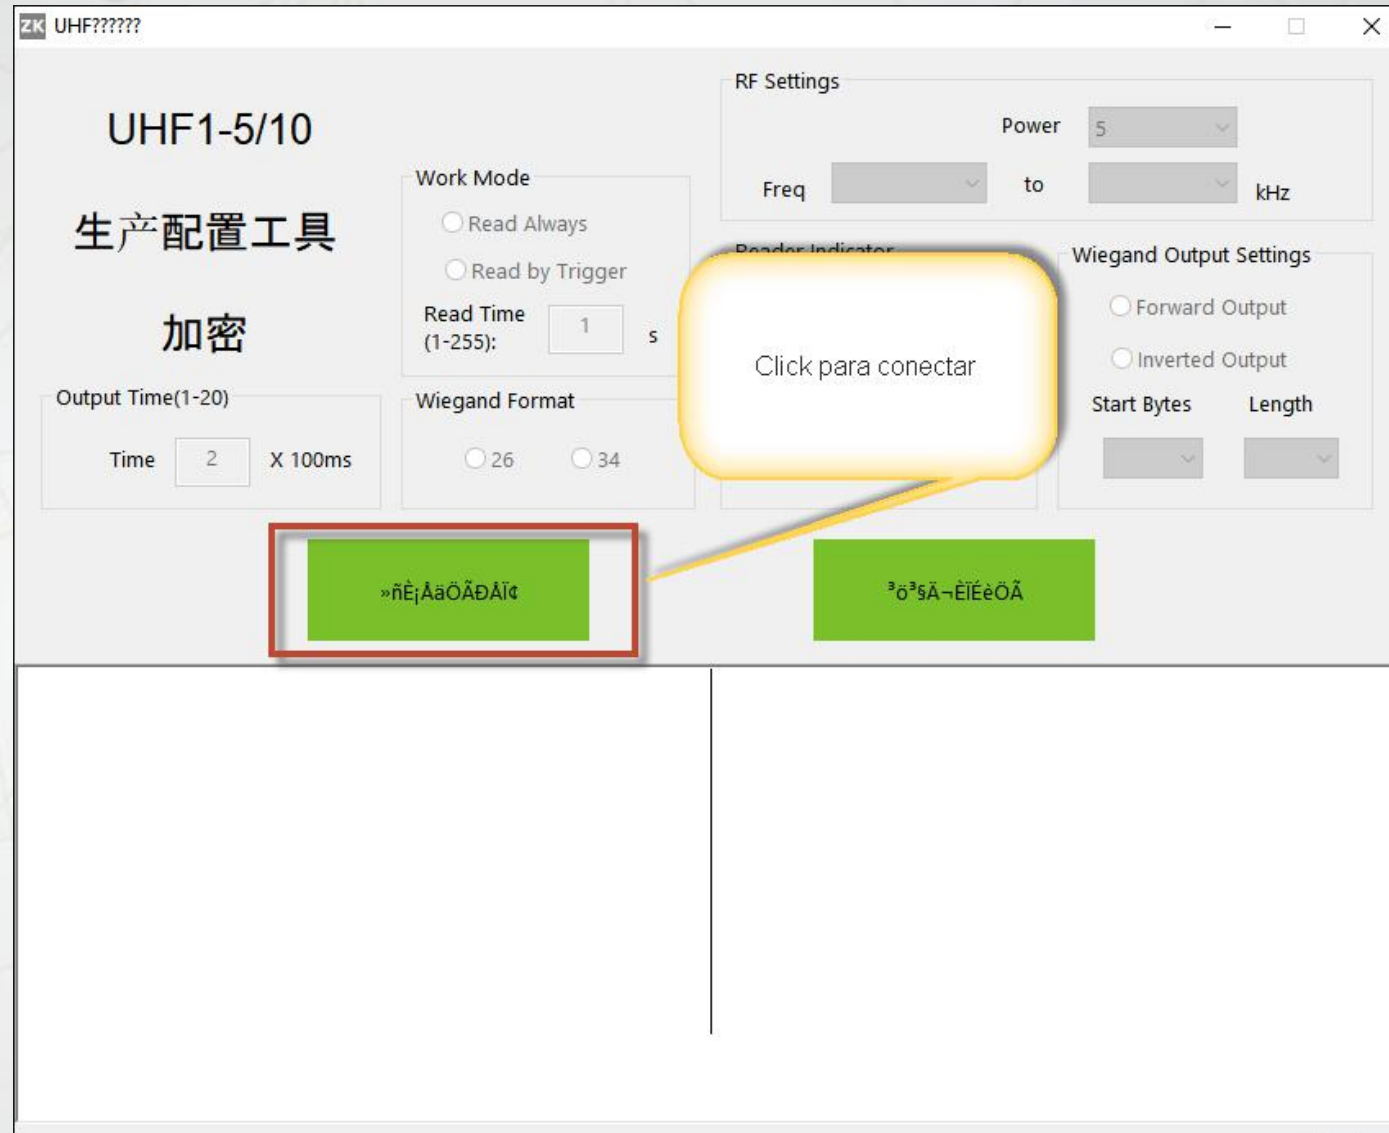 ZK UHF??????
UHF1-5/10
生产配置工具
加密
Output Time(1-20)
Time 2 X 100ms
Work Mode
Read Always
Read by Trigger
Read Time
(1-255): 1 s
Wiegand Format
26 34
RF Settings
Power 5
Freq to kHz
Reader Indicator
Click para conectar
Wiegand Output Settings
Forward Output
Inverted Output
Start Bytes Length
»ñÈ¡ÅäÖÃÐÅÏ¢
³ö³§Ä¬ÈÏÉèÖÃ